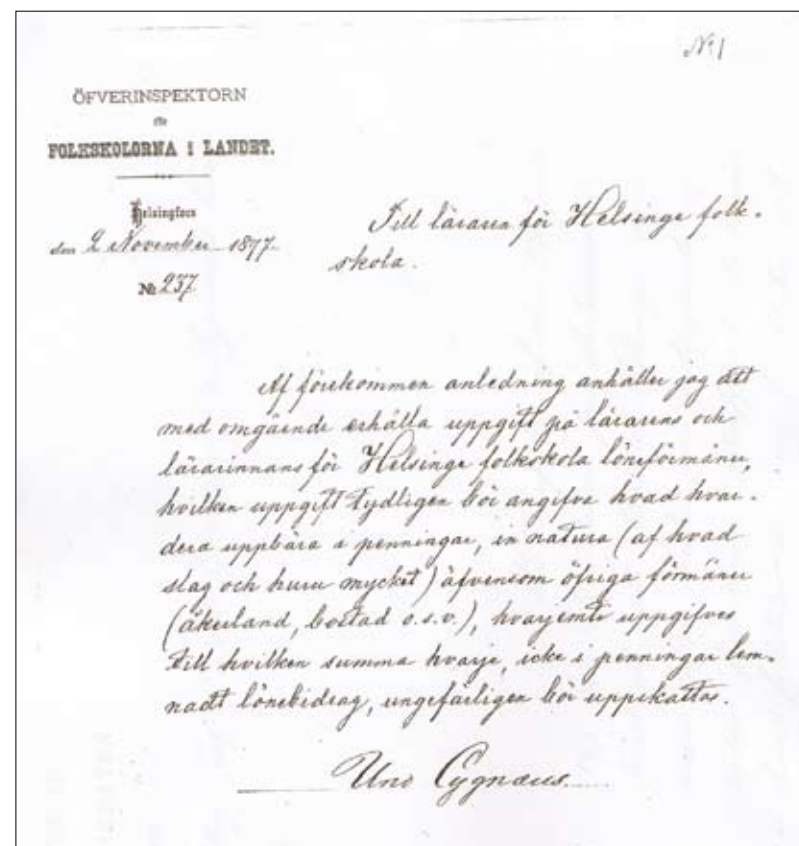 № 1
ÖFVERINSPEKTORN
för
FOLKSKOLORNA I LANDET.
Helsingfors
den 2 November 1877.
№ 237
Till läraren för Helsinge folk-
skola.
Af förekommen anledning anhåller jag att
med omgående erhålla uppgift på lärarens och
lärarinnans för Helsinge folkskola löneförmåner,
hvilken uppgift tydligen bör angifva hvad hvar-
dera uppbära i penningar, in natura (af hvad
slag och huru mycket) äfvensom öfriga förmåner
(åkerland, bostad o.s.v.), hvarjemte uppgifves
till hvilken summa hvarje, icke i penningar lem-
nadt lönebidrag, ungefärligen bör uppskattas.
Uno Cygnæus.